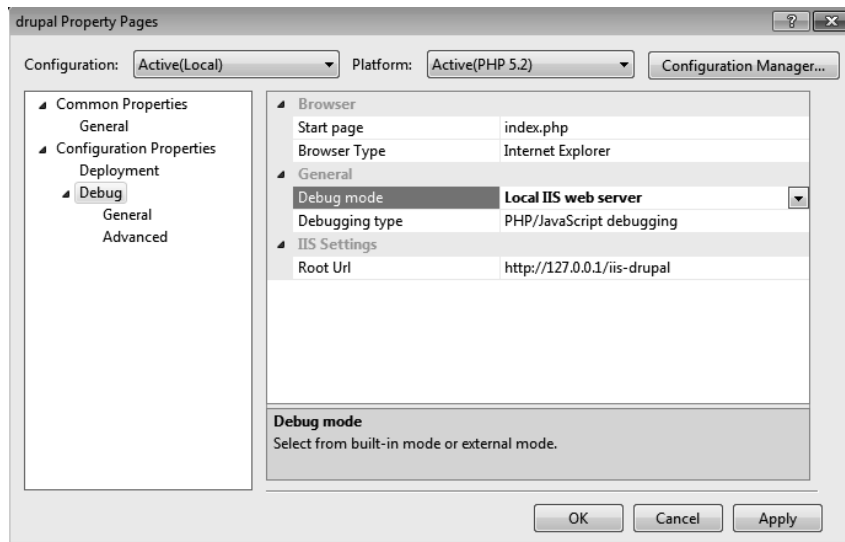 drupal Property Pages
Configuration: Active(Local) Platform: Active(PHP 5.2) Configuration Manager...
Common Properties
General
Configuration Properties
Deployment
Debug
General
Advanced
Browser
Start page index.php
Browser Type Internet Explorer
General
Debug mode Local IIS web server
Debugging type PHP/JavaScript debugging
IIS Settings
Root Url http://127.0.0.1/iis-drupal
Debug mode
Select from built-in mode or external mode.
OK Cancel Apply